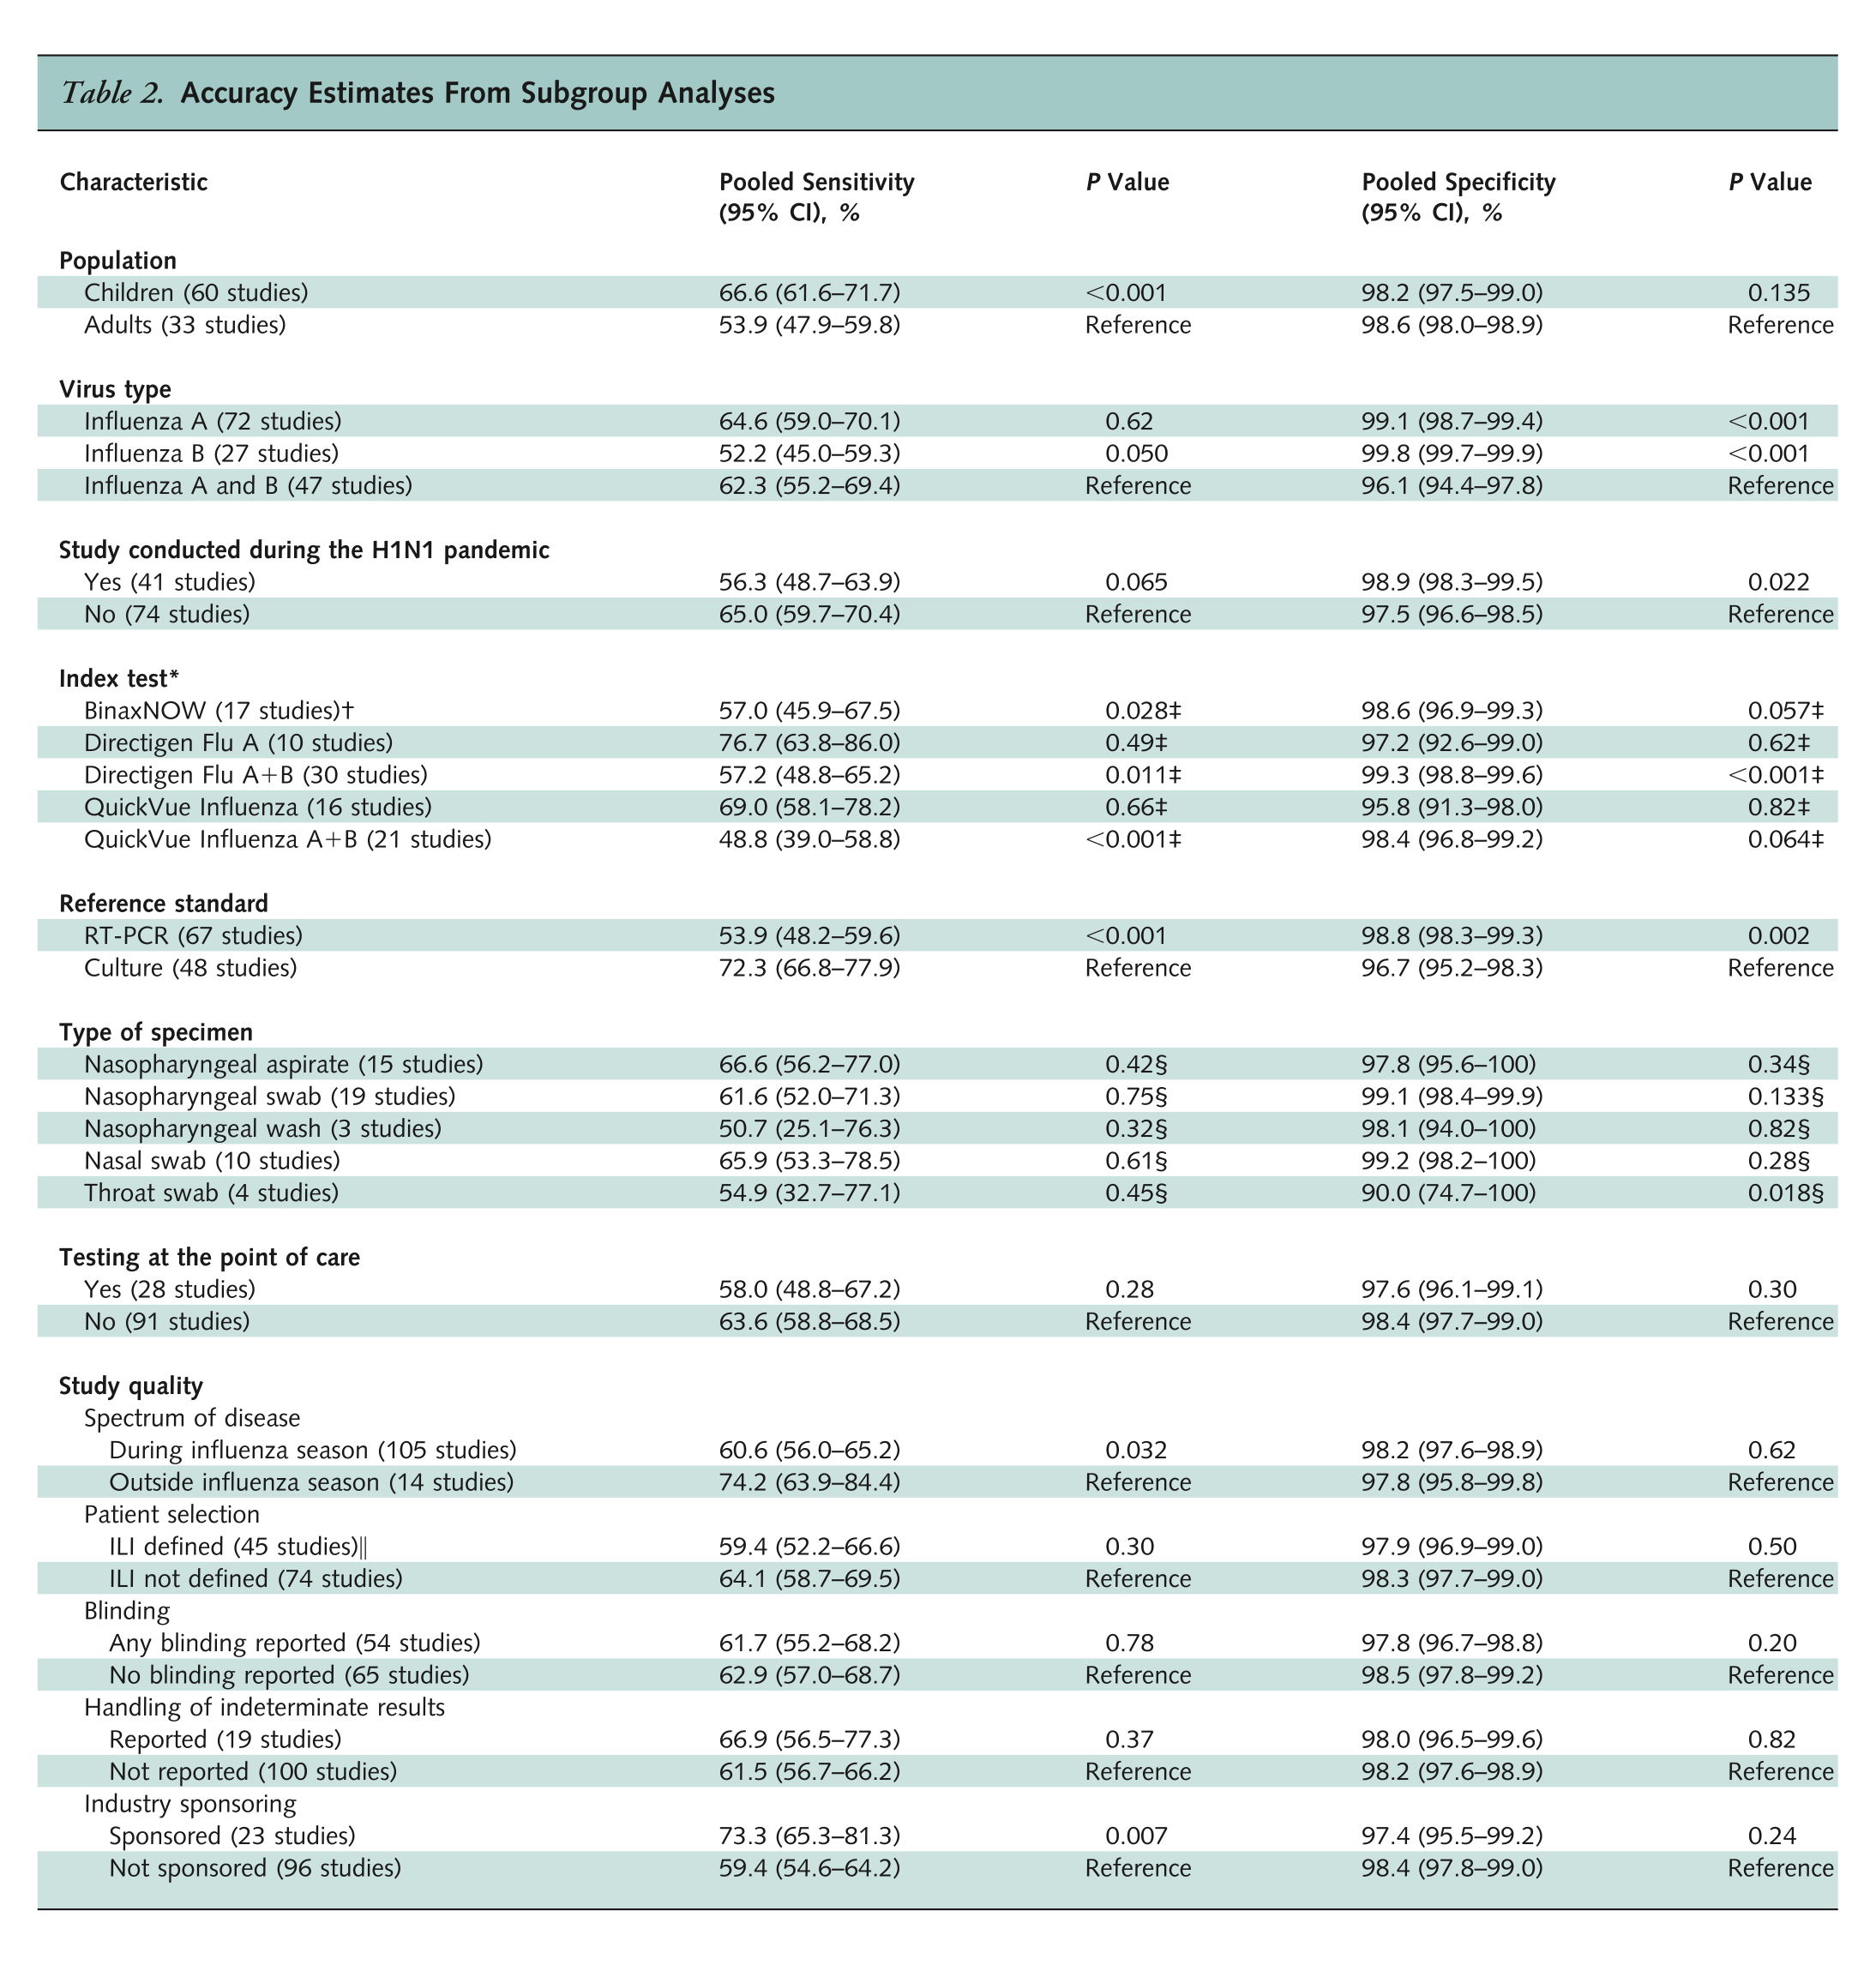 Table 2. Accuracy Estimates From Subgroup Analyses
Characteristic Pooled Sensitivity P Value Pooled Specificity P Value
(95% CI), % (95% CI), %
Population
Children (60 studies) 66.6 (61.6–71.7) <0.001 98.2 (97.5–99.0) 0.135
Adults (33 studies) 53.9 (47.9–59.8) Reference 98.6 (98.0–98.9) Reference
Virus type
Influenza A (72 studies) 64.6 (59.0–70.1) 0.62 99.1 (98.7–99.4) <0.001
Influenza B (27 studies) 52.2 (45.0–59.3) 0.050 99.8 (99.7–99.9) <0.001
Influenza A and B (47 studies) 62.3 (55.2–69.4) Reference 96.1 (94.4–97.8) Reference
Study conducted during the H1N1 pandemic
Yes (41 studies) 56.3 (48.7–63.9) 0.065 98.9 (98.3–99.5) 0.022
No (74 studies) 65.0 (59.7–70.4) Reference 97.5 (96.6–98.5) Reference
Index test*
BinaxNOW (17 studies)† 57.0 (45.9–67.5) 0.028‡ 98.6 (96.9–99.3) 0.057‡
Directigen Flu A (10 studies) 76.7 (63.8–86.0) 0.49‡ 97.2 (92.6–99.0) 0.62‡
Directigen Flu A+B (30 studies) 57.2 (48.8–65.2) 0.011‡ 99.3 (98.8–99.6) <0.001‡
QuickVue Influenza (16 studies) 69.0 (58.1–78.2) 0.66‡ 95.8 (91.3–98.0) 0.82‡
QuickVue Influenza A+B (21 studies) 48.8 (39.0–58.8) <0.001‡ 98.4 (96.8–99.2) 0.064‡
Reference standard
RT-PCR (67 studies) 53.9 (48.2–59.6) <0.001 98.8 (98.3–99.3) 0.002
Culture (48 studies) 72.3 (66.8–77.9) Reference 96.7 (95.2–98.3) Reference
Type of specimen
Nasopharyngeal aspirate (15 studies) 66.6 (56.2–77.0) 0.42§ 97.8 (95.6–100) 0.34§
Nasopharyngeal swab (19 studies) 61.6 (52.0–71.3) 0.75§ 99.1 (98.4–99.9) 0.133§
Nasopharyngeal wash (3 studies) 50.7 (25.1–76.3) 0.32§ 98.1 (94.0–100) 0.82§
Nasal swab (10 studies) 65.9 (53.3–78.5) 0.61§ 99.2 (98.2–100) 0.28§
Throat swab (4 studies) 54.9 (32.7–77.1) 0.45§ 90.0 (74.7–100) 0.018§
Testing at the point of care
Yes (28 studies) 58.0 (48.8–67.2) 0.28 97.6 (96.1–99.1) 0.30
No (91 studies) 63.6 (58.8–68.5) Reference 98.4 (97.7–99.0) Reference
Study quality
Spectrum of disease
During influenza season (105 studies) 60.6 (56.0–65.2) 0.032 98.2 (97.6–98.9) 0.62
Outside influenza season (14 studies) 74.2 (63.9–84.4) Reference 97.8 (95.8–99.8) Reference
Patient selection
ILI defined (45 studies)‖ 59.4 (52.2–66.6) 0.30 97.9 (96.9–99.0) 0.50
ILI not defined (74 studies) 64.1 (58.7–69.5) Reference 98.3 (97.7–99.0) Reference
Blinding
Any blinding reported (54 studies) 61.7 (55.2–68.2) 0.78 97.8 (96.7–98.8) 0.20
No blinding reported (65 studies) 62.9 (57.0–68.7) Reference 98.5 (97.8–99.2) Reference
Handling of indeterminate results
Reported (19 studies) 66.9 (56.5–77.3) 0.37 98.0 (96.5–99.6) 0.82
Not reported (100 studies) 61.5 (56.7–66.2) Reference 98.2 (97.6–98.9) Reference
Industry sponsoring
Sponsored (23 studies) 73.3 (65.3–81.3) 0.007 97.4 (95.5–99.2) 0.24
Not sponsored (96 studies) 59.4 (54.6–64.2) Reference 98.4 (97.8–99.0) Reference